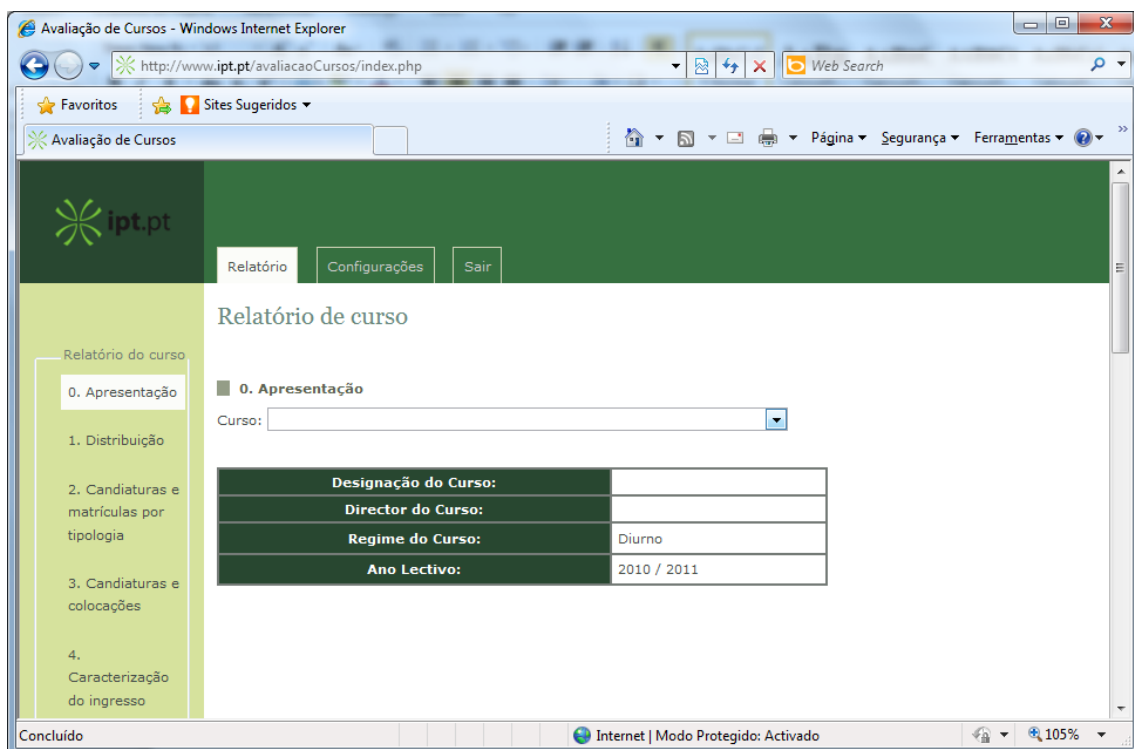 Avaliação de Cursos - Windows Internet Explorer
http://www.ipt.pt/avaliacaoCursos/index.php
Web Search
Favoritos
Sites Sugeridos
Avaliação de Cursos
Página
Segurança
Ferramentas
ipt.pt
Relatório
Configurações
Sair
Relatório de curso
Relatório do curso
0. Apresentação
1. Distribuição
2. Candiaturas e
matrículas por
tipologia
3. Candiaturas e
colocações
4.
Caracterização
do ingresso
0. Apresentação
Curso:
Designação do Curso:
Director do Curso:
Regime do Curso: Diurno
Ano Lectivo: 2010 / 2011
Concluído
Internet | Modo Protegido: Activado
105%